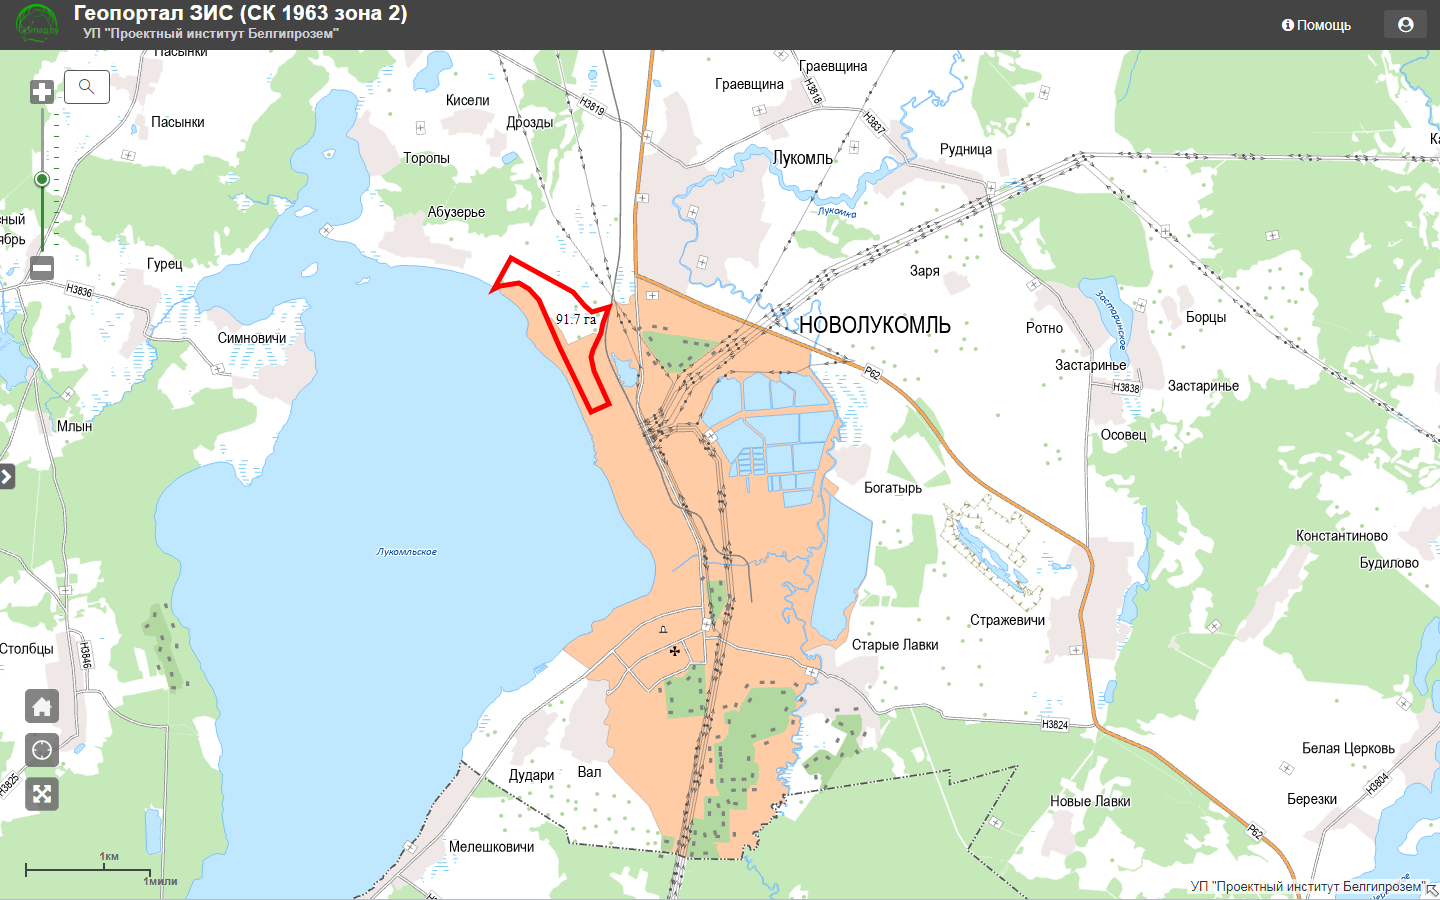 Геопортал ЗИС (СК 1963 зона 2)
УП "Проектный институт Белгипрозем"
Помощь
Пасынки
Граевщина
Граевщина
Кисели
Н3819
Н3818
Дрозды
Пасынки
Н3837
Торопы
Лукомль
Рудница
Абузерье
Лукомка
Гурец
Заря
Н3836
91.7 га
НОВОЛУКОМЛЬ
Ротно
Застаринское
Борцы
Симновичи
Застаринье
Р62
Н3838
Застаринье
Млын
Осовец
Богатырь
Лукомльское
Константиново
Будилово
Стражевичи
Старые Лавки
Столбцы
Н3846
Н3824
Белая Церковь
Дудари
Вал
Н3825
Н3804
Новые Лавки
Березки
Р62
Мелешковичи
1км
1мили
УП "Проектный институт Белгипрозем"